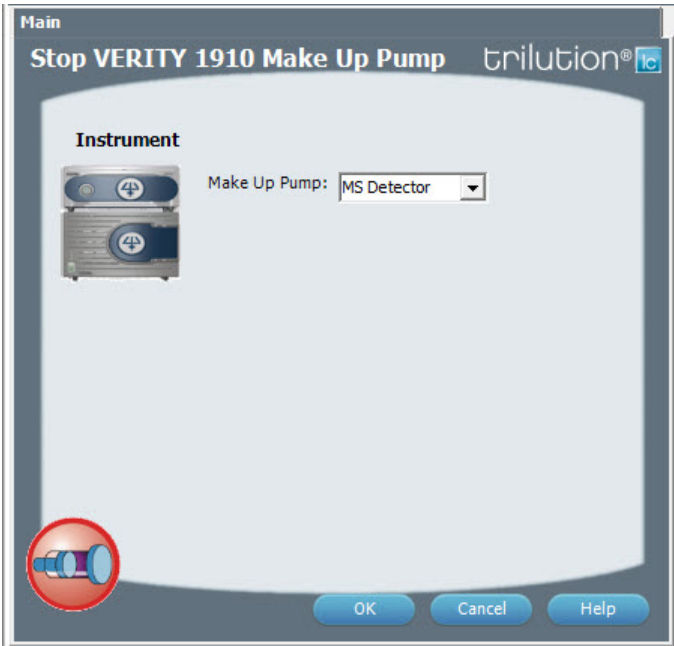 Main
Stop VERITY 1910 Make Up Pump
trilution® lc
Instrument
Make Up Pump: MS Detector
OK Cancel Help